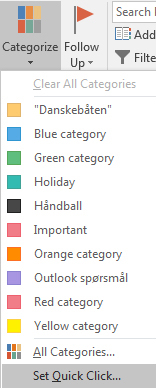 Search
Categorize
Follow
Up
Add
Filte
Clear All Categories
"Danskebåten"
Blue category
Green category
Holiday
Håndball
Important
Orange category
Outlook spørsmål
Red category
Yellow category
All Categories...
Set Quick Click...